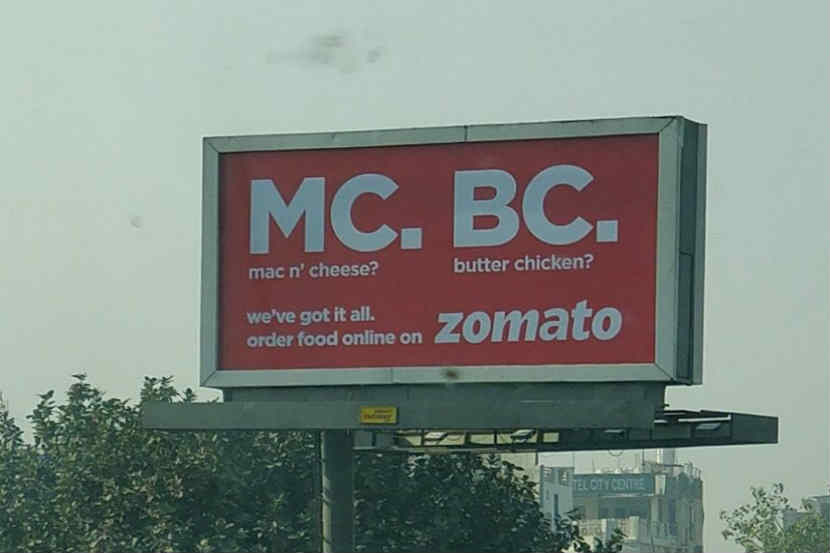 MC. BC.
mac n' cheese? butter chicken?
we've got it all.
order food online on zomato
TEL CITY CENTRE